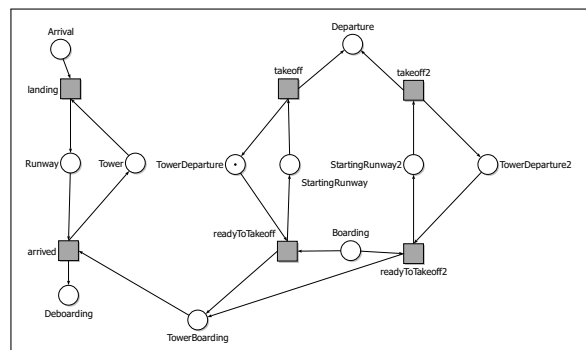 Arrival
Departure
landing
takeoff
takeoff2
Runway
Tower
TowerDeparture
StartingRunway
StartingRunway2
TowerDeparture2
arrived
readyToTakeoff
Boarding
readyToTakeoff2
Deboarding
TowerBoarding